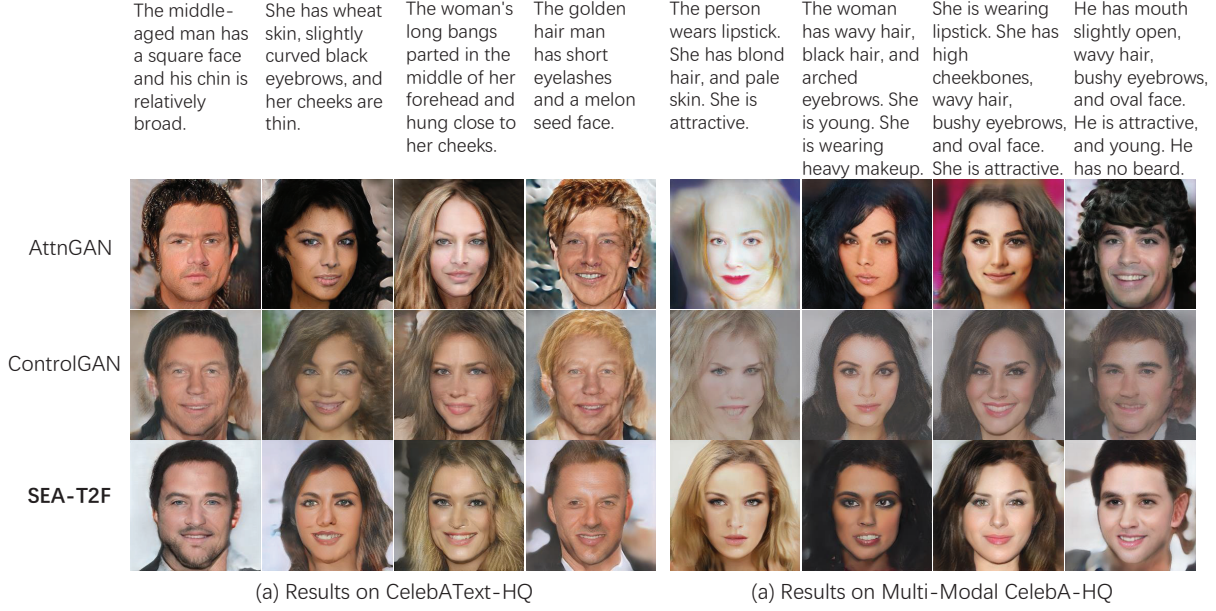 The middle-
aged man has
a square face
and his chin is
relatively
broad.
She has wheat
skin, slightly
curved black
eyebrows, and
her cheeks are
thin.
The woman's
long bangs
parted in the
middle of her
forehead and
hung close to
her cheeks.
The golden
hair man
has short
eyelashes
and a melon
seed face.
The person
wears lipstick.
She has blond
hair, and pale
skin. She is
attractive.
The woman
has wavy hair,
black hair, and
arched
eyebrows. She
is young. She
is wearing
heavy makeup.
She is wearing
lipstick. She has
high
cheekbones,
wavy hair,
bushy eyebrows,
and oval face.
She is attractive.
He has mouth
slightly open,
wavy hair,
bushy eyebrows,
and oval face.
He is attractive,
and young. He
has no beard.
AttnGAN
ControlGAN
SEA-T2F
(a) Results on CelebAText-HQ
(a) Results on Multi-Modal CelebA-HQ